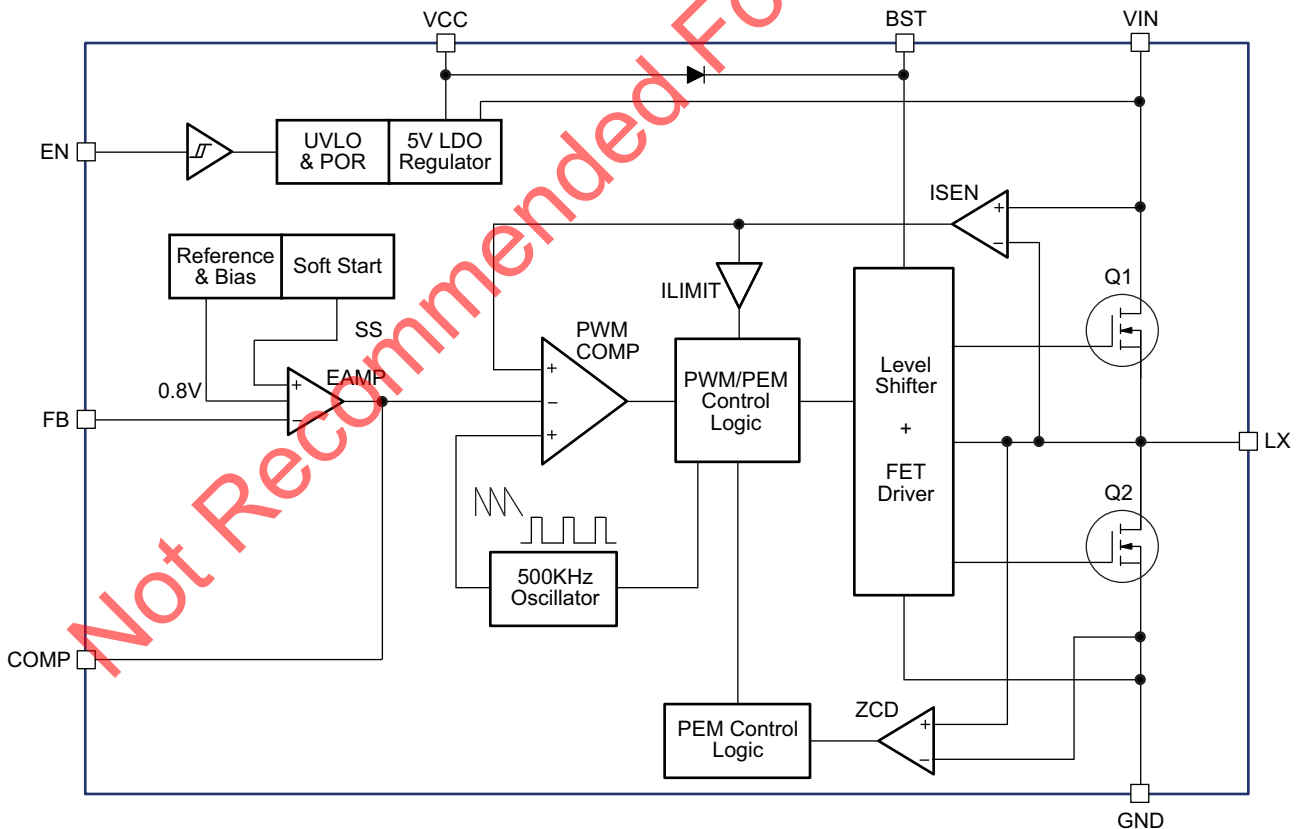 VCC
BST
VIN
EN
UVLO
& POR
5V LDO
Regulator
ISEN
+
−
Reference
& Bias
Soft Start
ILIMIT
Q1
SS
PWM
COMP
EAMP
0.8V
+
−
+
−
+
PWM/PEM
Control
Logic
Level
Shifter
+
FET
Driver
FB
LX
Q2
500KHz
Oscillator
COMP
PEM Control
Logic
ZCD
+
−
GND
Not Recommended Fo